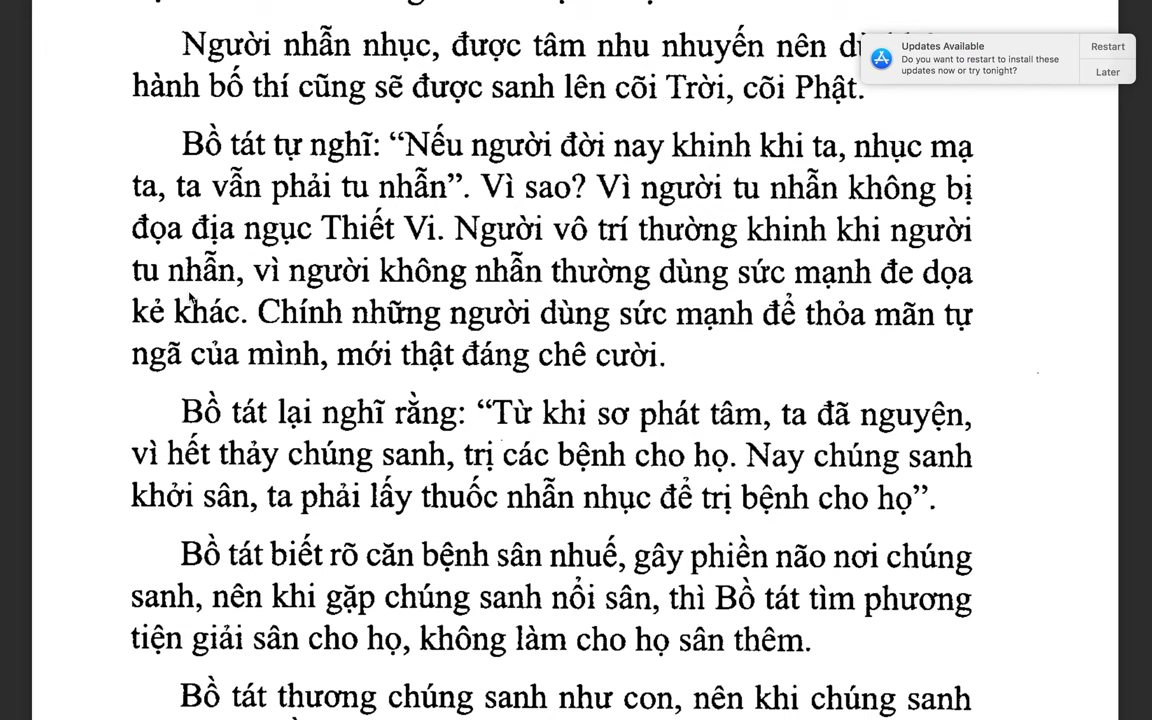 Người nhẫn nhục, được tâm nhu nhuyến nên
hành bố thí cũng sẽ được sanh lên cõi Trời, cõi Phật.
Bồ tát tự nghĩ: “Nếu người đời nay khinh khi ta, nhục mạ
ta, ta vẫn phải tu nhẫn”. Vì sao? Vì người tu nhẫn không bị
đọa địa ngục Thiết Vi. Người vô trí thường khinh khi người
tu nhẫn, vì người không nhẫn thường dùng sức mạnh đe dọa
kẻ khác. Chính những người dùng sức mạnh để thỏa mãn tự
ngã của mình, mới thật đáng chê cười.
Bồ tát lại nghĩ rằng: “Từ khi sơ phát tâm, ta đã nguyện,
vì hết thảy chúng sanh, trị các bệnh cho họ. Nay chúng sanh
khởi sân, ta phải lấy thuốc nhẫn nhục để trị bệnh cho họ”.
Bồ tát biết rõ căn bệnh sân nhuế, gây phiền não nơi chúng
sanh, nên khi gặp chúng sanh nổi sân, thì Bồ tát tìm phương
tiện giải sân cho họ, không làm cho họ sân thêm.
Bồ tát thương chúng sanh như con, nên khi chúng sanh
Updates Available
Do you want to restart to install these
updates now or try tonight?
Restart
Later